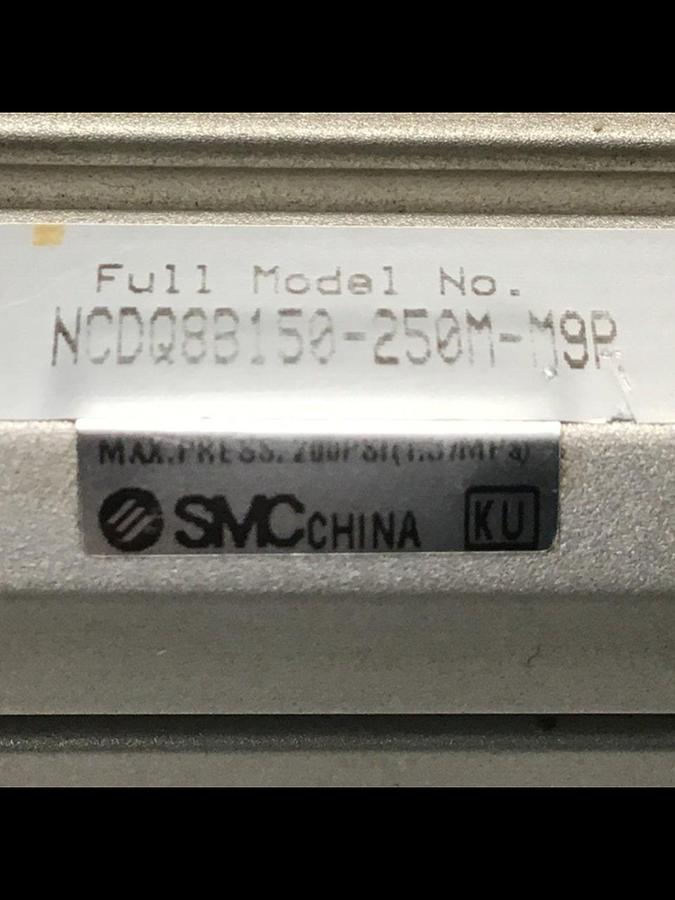 Full Model No.
NCDQ8B150-250M-M9P
MAX.PRESS. 200PSI(1.37MPa)
SMC CHINA KU